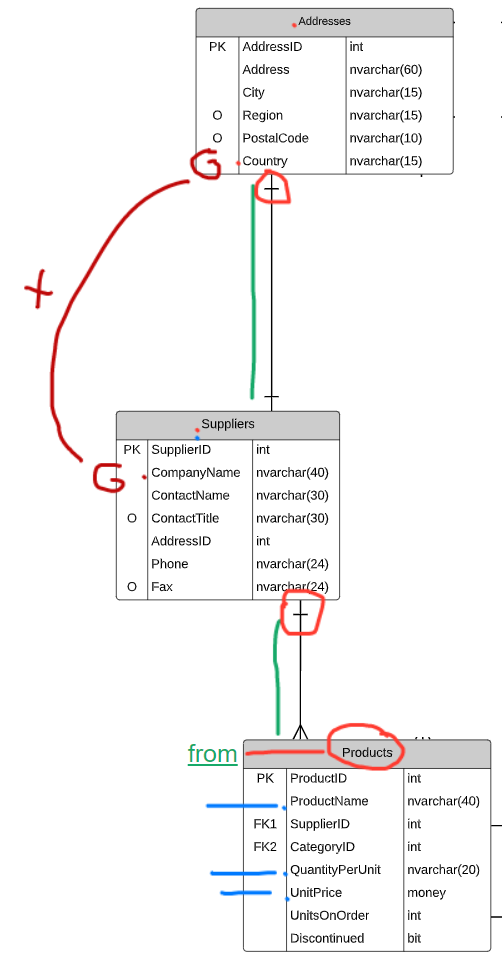 Addresses
PK AddressID int
Address nvarchar(60)
City nvarchar(15)
O Region nvarchar(15)
O PostalCode nvarchar(10)
G Country nvarchar(15)
+
Suppliers
PK SupplierID int
G CompanyName nvarchar(40)
ContactName nvarchar(30)
O ContactTitle nvarchar(30)
AddressID int
Phone nvarchar(24)
O Fax nvarchar(24)
from Products
PK ProductID int
ProductName nvarchar(40)
FK1 SupplierID int
FK2 CategoryID int
QuantityPerUnit nvarchar(20)
UnitPrice money
UnitsOnOrder int
Discontinued bit